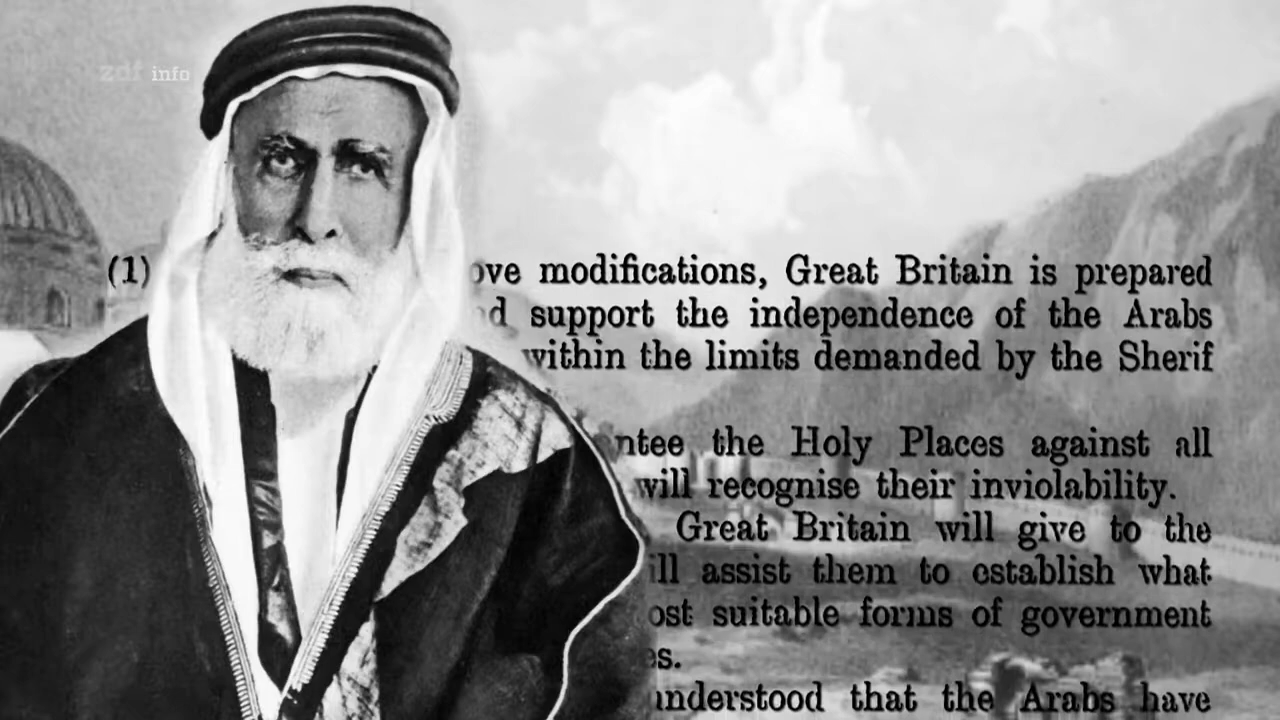 zdf info
(1) ove modifications, Great Britain is prepared
d support the independence of the Arabs
within the limits demanded by the Sherif
ntee the Holy Places against all
will recognise their inviolability.
Great Britain will give to the
ill assist them to establish what
ost suitable forms of government
es.
understood that the Arabs have